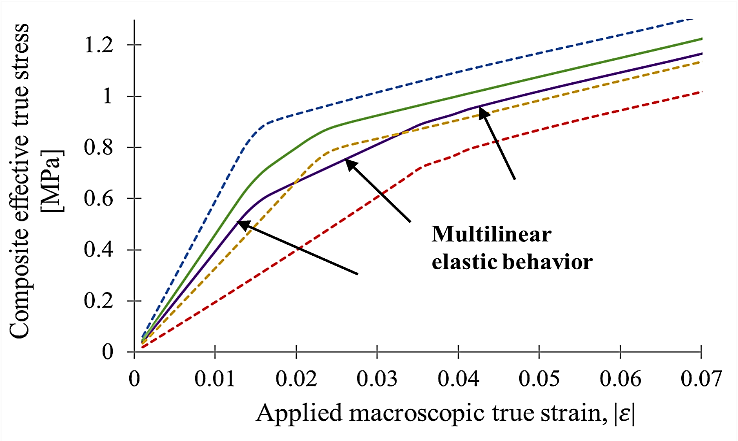 Composite effective true stress
[MPa]
1.2
1
0.8
0.6
0.4
0.2
0
Multilinear
elastic behavior
0 0.01 0.02 0.03 0.04 0.05 0.06 0.07
Applied macroscopic true strain, |ε|